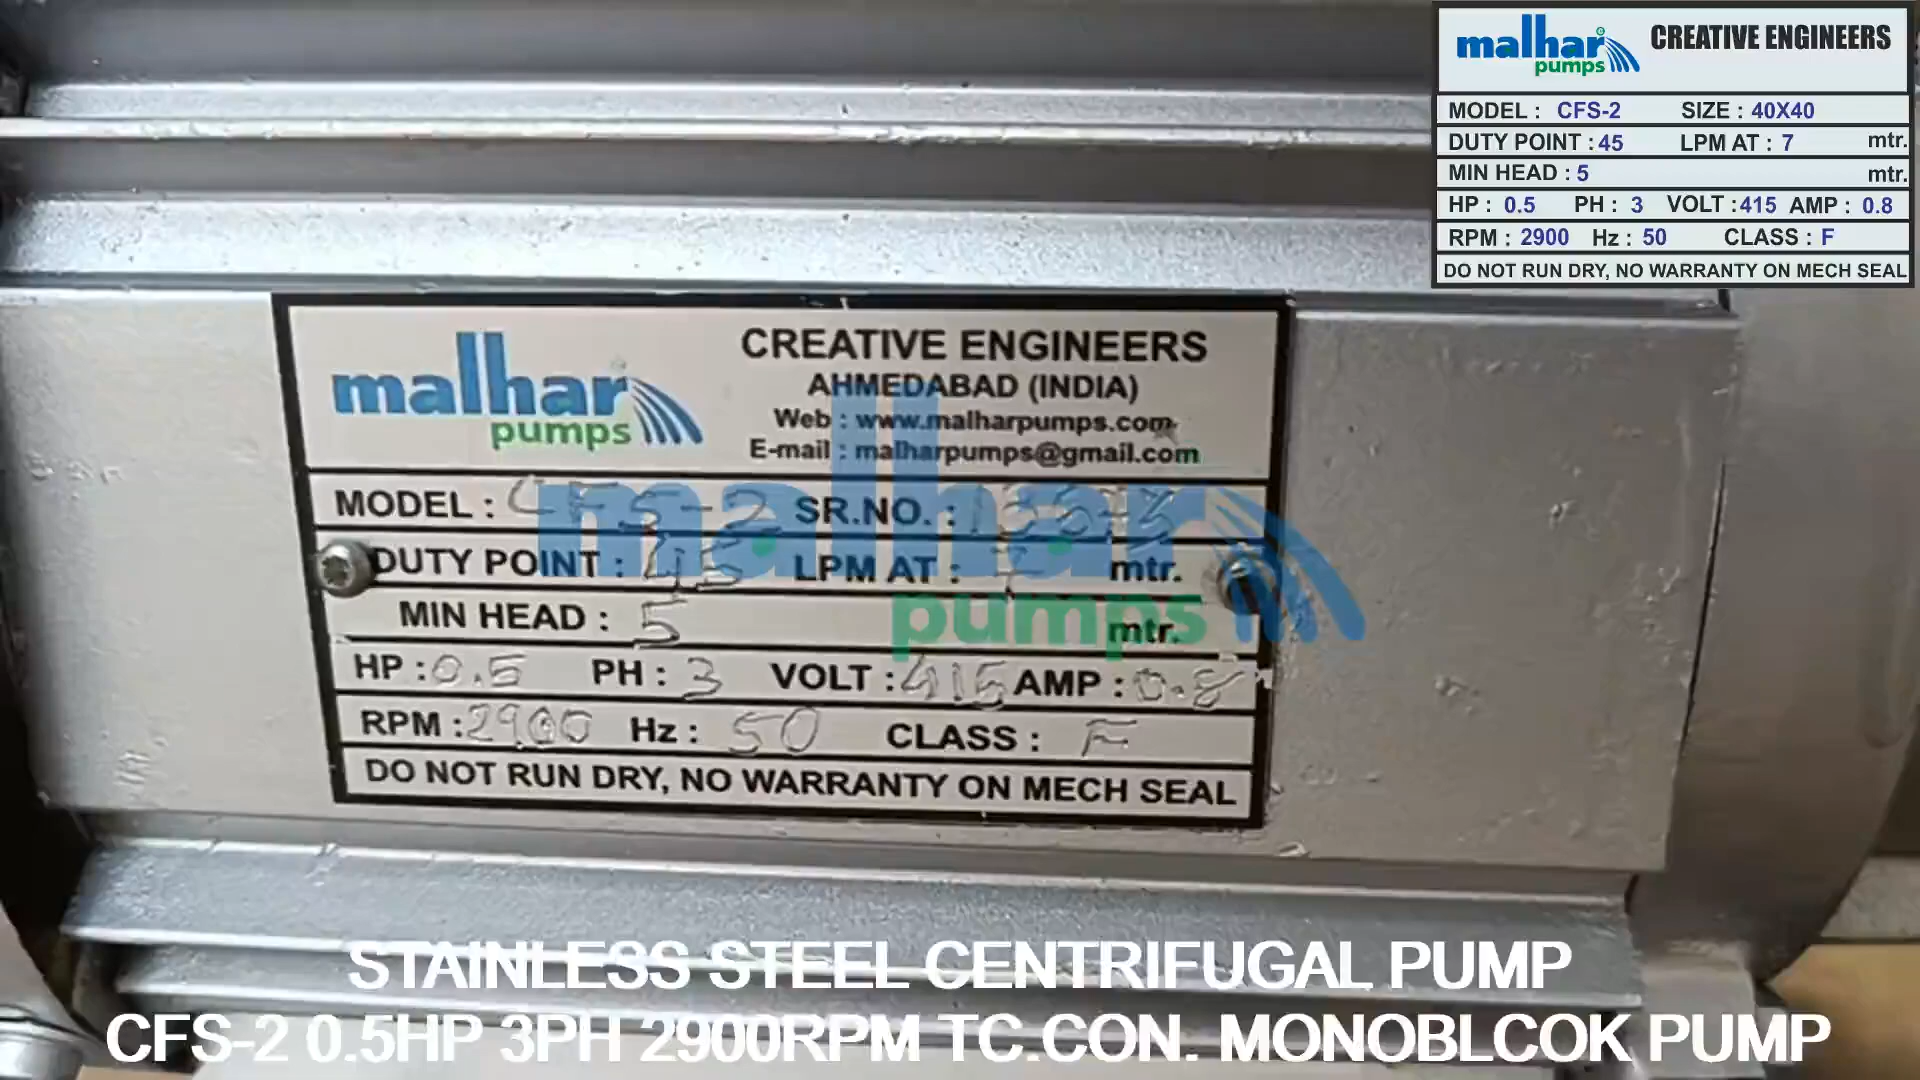 malhar pumps
CREATIVE ENGINEERS
MODEL : CFS-2 SIZE : 40X40
DUTY POINT : 45 LPM AT : 7 mtr.
MIN HEAD : 5 mtr.
HP : 0.5 PH : 3 VOLT : 415 AMP : 0.8
RPM : 2900 Hz : 50 CLASS : F
DO NOT RUN DRY, NO WARRANTY ON MECH SEAL
malhar pumps
CREATIVE ENGINEERS
AHMEDABAD (INDIA)
Web : www.malharpumps.com
E-mail : malharpumps@gmail.com
MODEL : CFS-2 SR.NO. :
DUTY POINT : 45 LPM AT : 7 mtr.
MIN HEAD : 5 mtr.
HP : 0.5 PH : 3 VOLT : 415 AMP : 0.8
RPM : 2900 Hz : 50 CLASS : F
DO NOT RUN DRY, NO WARRANTY ON MECH SEAL
malhar
pumps
STAINLESS STEEL CENTRIFUGAL PUMP
CFS-2 0.5HP 3PH 2900RPM TC.CON. MONOBLCOK PUMP